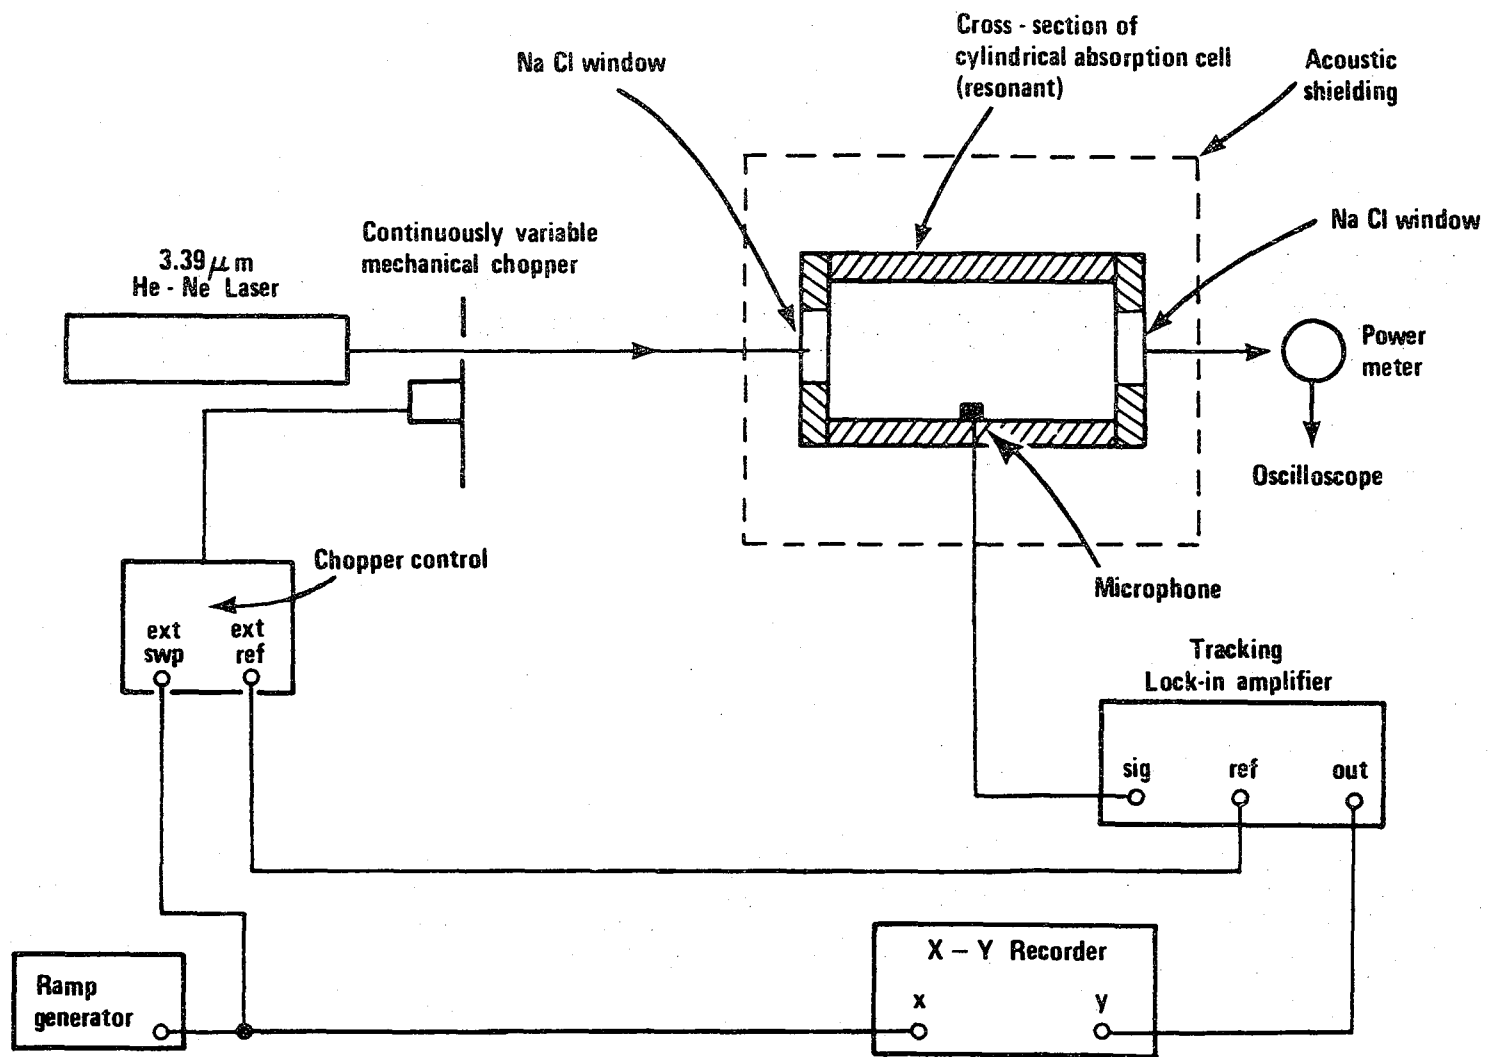 Cross - section of
cylindrical absorption cell
(resonant)
Na Cl window
Acoustic
shielding
Na Cl window
Continuously variable
mechanical chopper
3.39 μm
He - Ne Laser
Power
meter
Oscilloscope
Chopper control
ext
swp
ext
ref
Microphone
Tracking
Lock-in amplifier
sig
ref
out
X – Y Recorder
x
y
Ramp
generator